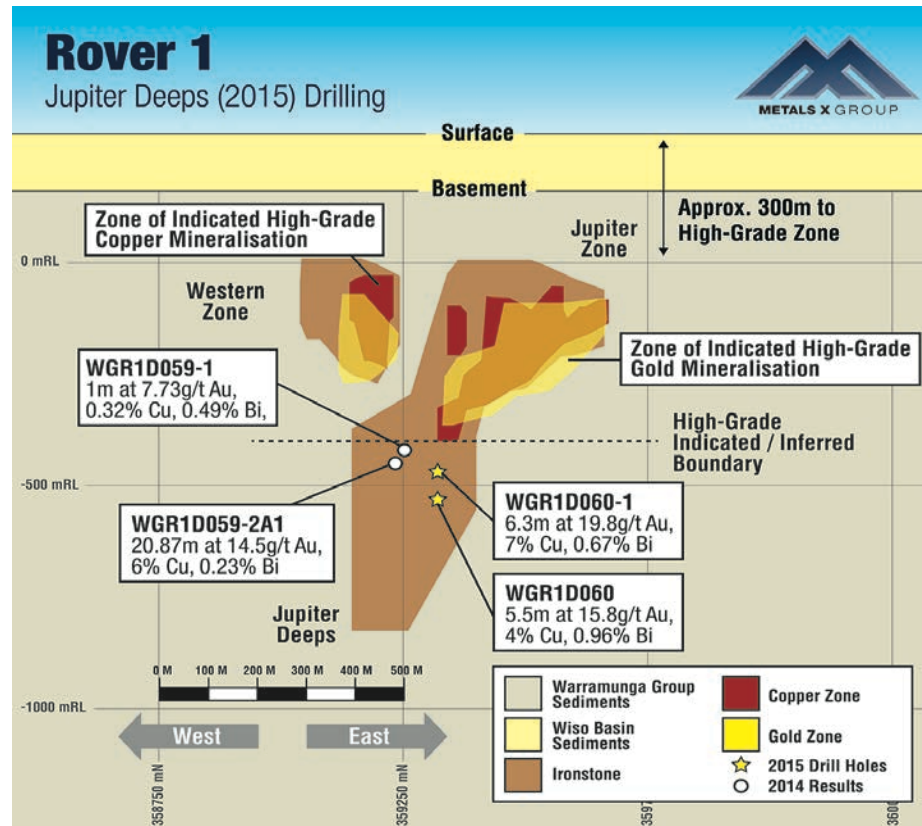 Rover 1
Jupiter Deeps (2015) Drilling
METALS X GROUP
Surface
Basement
Zone of Indicated High-Grade
Copper Mineralisation
Jupiter
Zone
Approx. 300m to
High-Grade Zone
0 mRL
Western
Zone
WGR1D059-1
1m at 7.73g/t Au,
0.32% Cu, 0.49% Bi,
Zone of Indicated High-Grade
Gold Mineralisation
High-Grade
Indicated / Inferred
Boundary
-500 mRL
WGR1D059-2A1
20.87m at 14.5g/t Au,
6% Cu, 0.23% Bi
WGR1D060-1
6.3m at 19.8g/t Au,
7% Cu, 0.67% Bi
WGR1D060
5.5m at 15.8g/t Au,
4% Cu, 0.96% Bi
Jupiter
Deeps
0 M 100 M 200 M 300 M 400 M 500 M
-1000 mRL
West
East
Warramunga Group
Sediments
Wiso Basin
Sediments
Ironstone
Copper Zone
Gold Zone
2015 Drill Holes
2014 Results
358750 mN
359250 mN